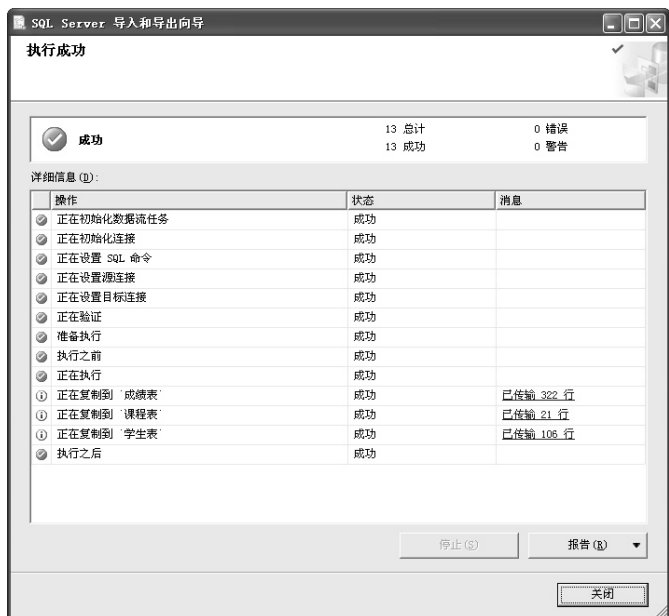 SQL Server 导入和导出向导
执行成功
成功 13 总计 0 错误
13 成功 0 警告
详细信息(D):
操作 状态 消息
正在初始化数据流任务 成功
正在初始化连接 成功
正在设置 SQL 命令 成功
正在设置源连接 成功
正在设置目标连接 成功
正在验证 成功
准备执行 成功
执行之前 成功
正在执行 成功
正在复制到 `成绩表` 成功 已传输 322 行
正在复制到 `课程表` 成功 已传输 21 行
正在复制到 `学生表` 成功 已传输 106 行
执行之后 成功
停止(S) 报告(R)
关闭